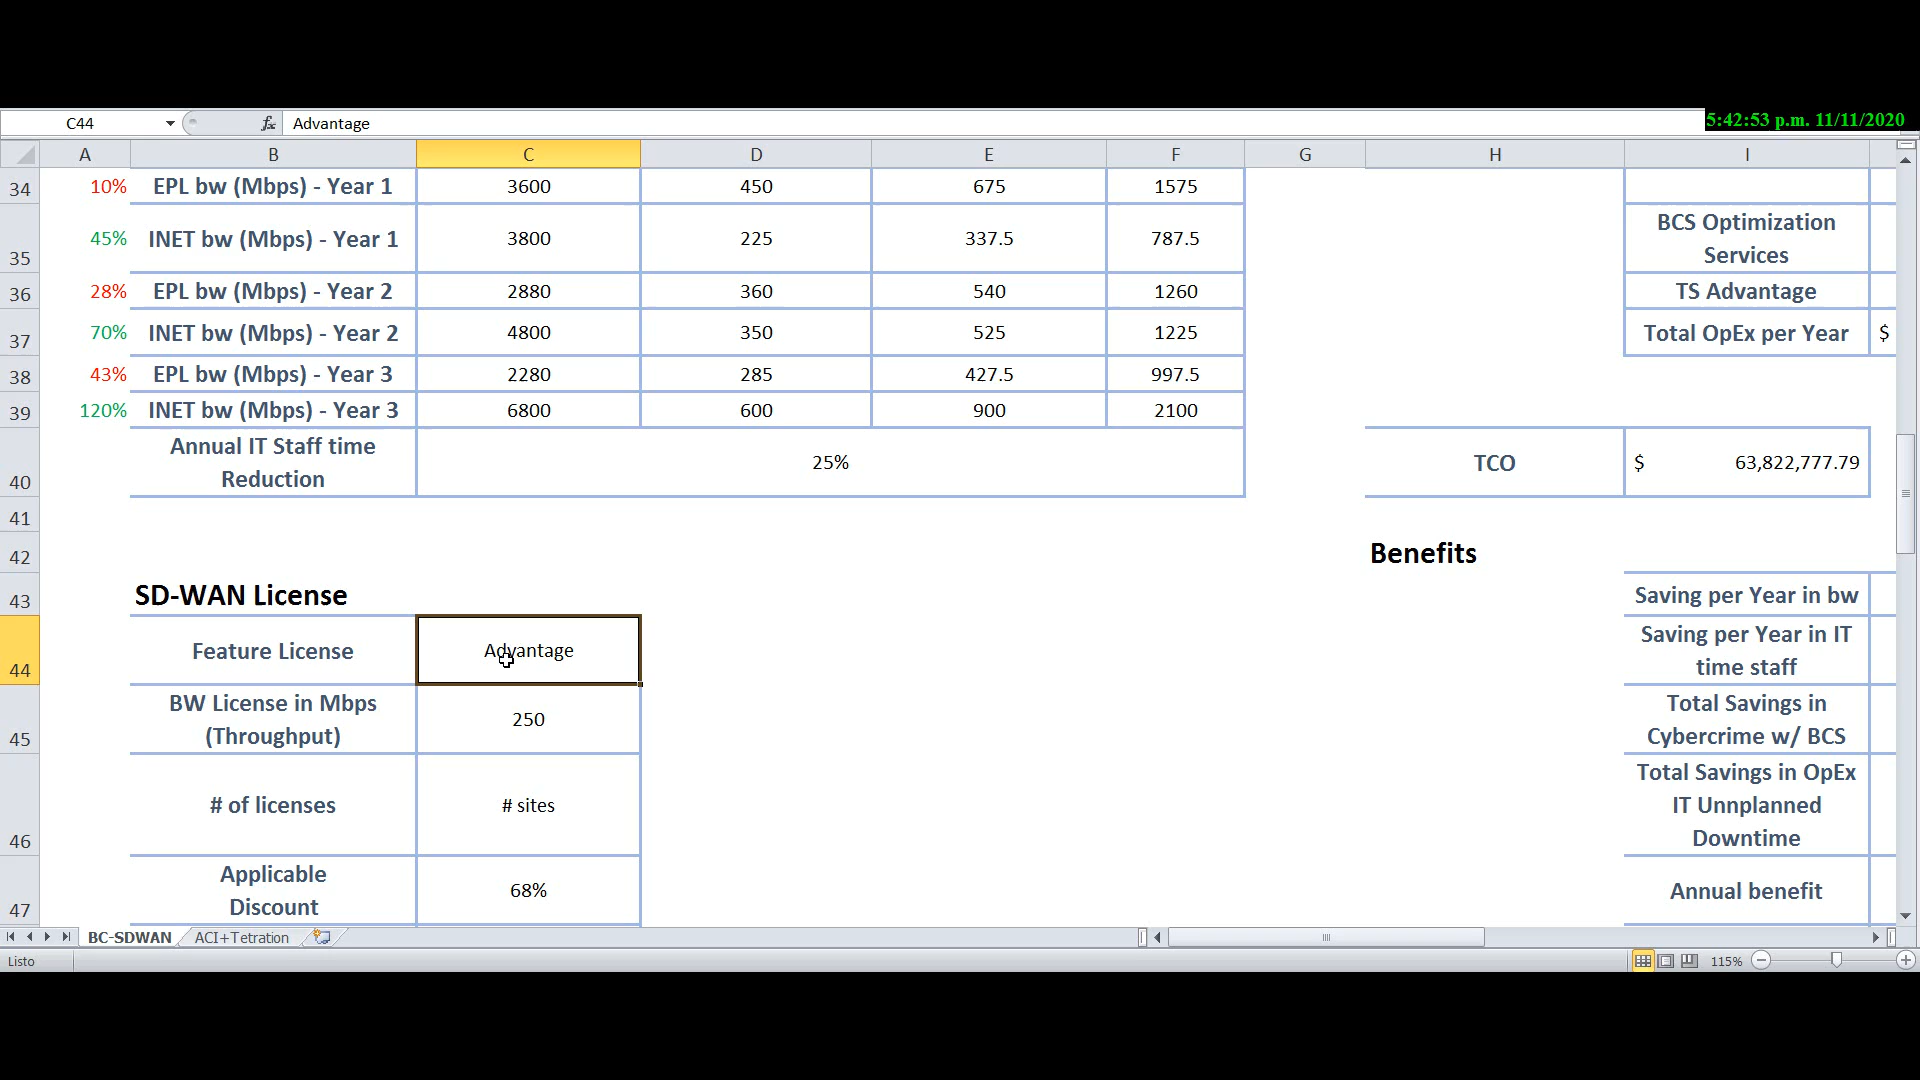 C44 fx Advantage
5:42:53 p.m. 11/11/2020
A B C D E F G H I
34 10% EPL bw (Mbps) - Year 1 3600 450 675 1575
35 45% INET bw (Mbps) - Year 1 3800 225 337.5 787.5
BCS Optimization
Services
36 28% EPL bw (Mbps) - Year 2 2880 360 540 1260 TS Advantage
37 70% INET bw (Mbps) - Year 2 4800 350 525 1225 Total OpEx per Year $
38 43% EPL bw (Mbps) - Year 3 2280 285 427.5 997.5
39 120% INET bw (Mbps) - Year 3 6800 600 900 2100
40 Annual IT Staff time
Reduction
25% TCO $ 63,822,777.79
41
42 Benefits
43 SD-WAN License Saving per Year in bw
44 Feature License Advantage
Saving per Year in IT
time staff
45 BW License in Mbps
(Throughput)
250
Total Savings in
Cybercrime w/ BCS
46 # of licenses # sites
Total Savings in OpEx
IT Unnplanned
Downtime
47 Applicable
Discount
68% Annual benefit
BC-SDWAN ACI+Tetration
Listo 115%